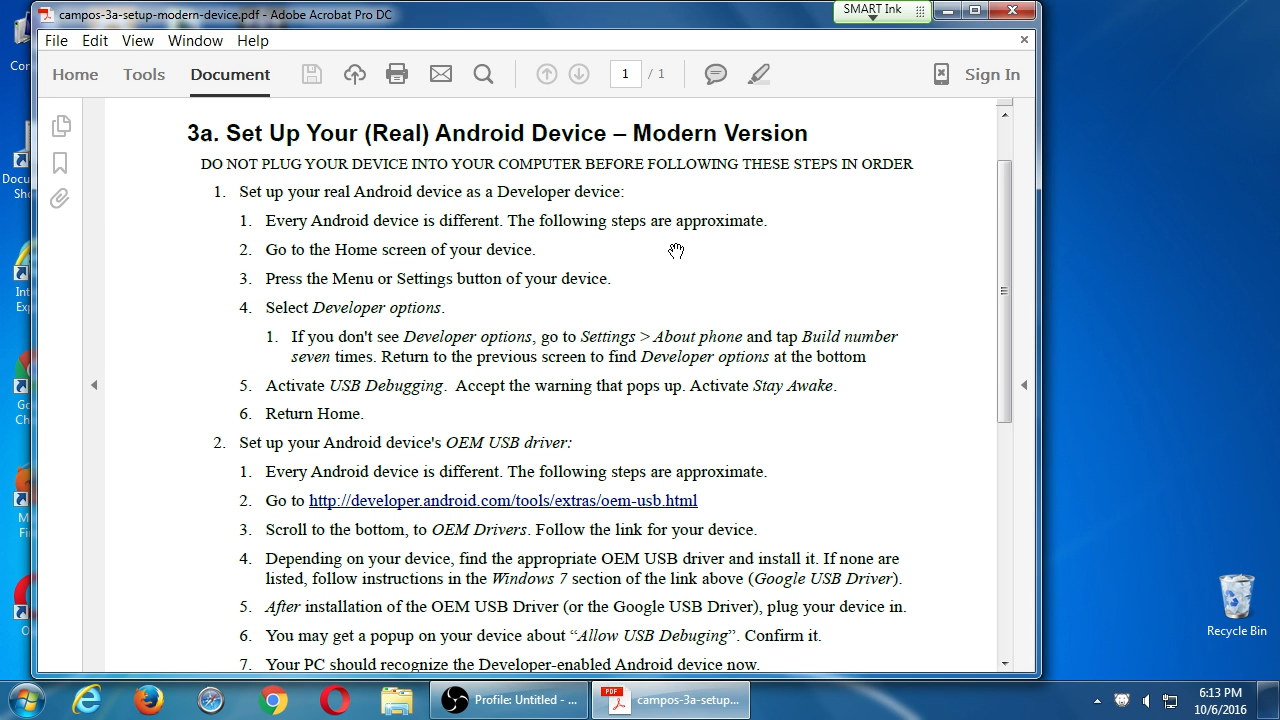 campos-3a-setup-modern-device.pdf - Adobe Acrobat Pro DC
SMART Ink
File Edit View Window Help
Home Tools Document 1 / 1 Sign In
3a. Set Up Your (Real) Android Device – Modern Version
DO NOT PLUG YOUR DEVICE INTO YOUR COMPUTER BEFORE FOLLOWING THESE STEPS IN ORDER
1. Set up your real Android device as a Developer device:
1. Every Android device is different. The following steps are approximate.
2. Go to the Home screen of your device.
3. Press the Menu or Settings button of your device.
4. Select Developer options.
1. If you don't see Developer options, go to Settings > About phone and tap Build number
seven times. Return to the previous screen to find Developer options at the bottom
5. Activate USB Debugging. Accept the warning that pops up. Activate Stay Awake.
6. Return Home.
2. Set up your Android device's OEM USB driver:
1. Every Android device is different. The following steps are approximate.
2. Go to http://developer.android.com/tools/extras/oem-usb.html
3. Scroll to the bottom, to OEM Drivers. Follow the link for your device.
4. Depending on your device, find the appropriate OEM USB driver and install it. If none are
listed, follow instructions in the Windows 7 section of the link above (Google USB Driver).
5. After installation of the OEM USB Driver (or the Google USB Driver), plug your device in.
6. You may get a popup on your device about “Allow USB Debuging”. Confirm it.
7. Your PC should recognize the Developer-enabled Android device now.
Recycle Bin
Profile: Untitled - ...
PDF
campos-3a-setup...
6:13 PM
10/6/2016